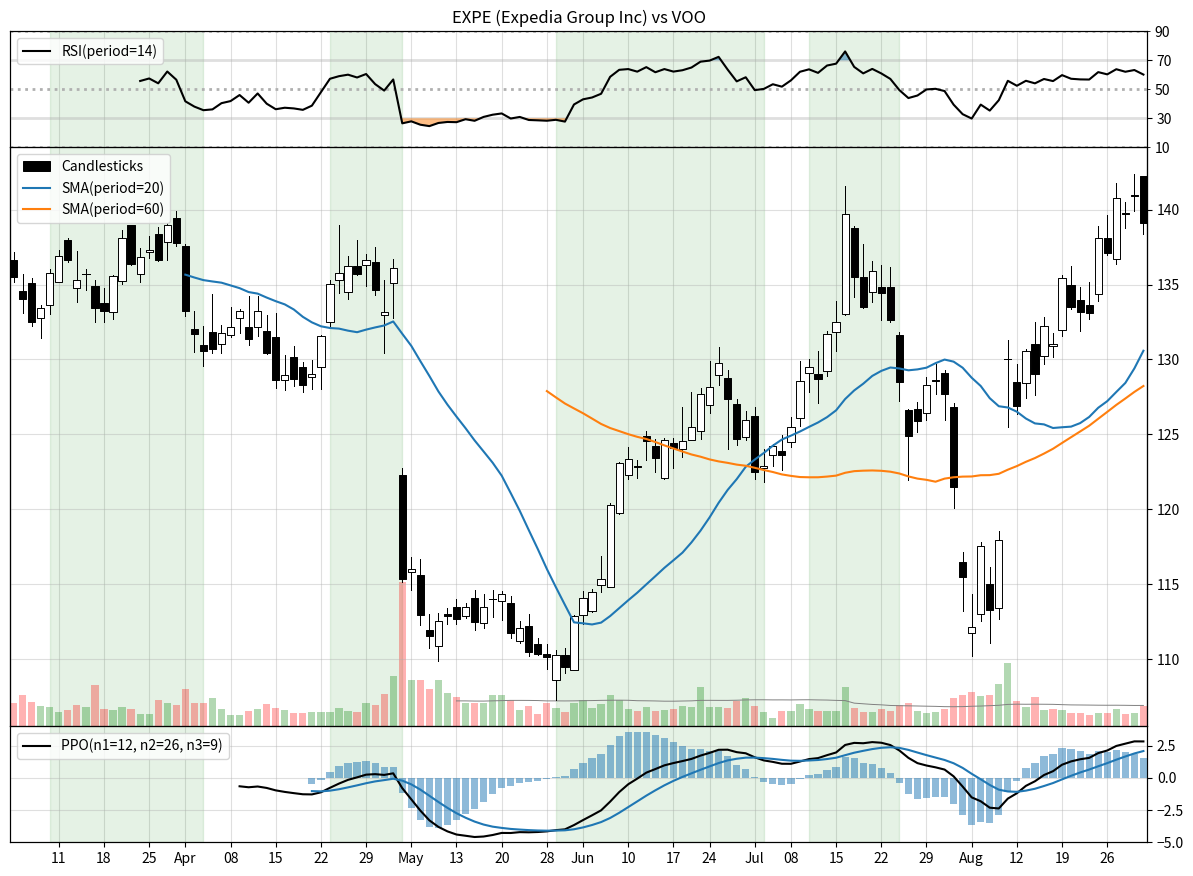 EXPE (Expedia Group Inc) vs VOO
RSI(period=14)
90
70
50
30
10
Candlesticks
SMA(period=20)
SMA(period=60)
140
135
130
125
120
115
110
PPO(n1=12, n2=26, n3=9)
2.5
0.0
−2.5
−5.0
11 18 25 Apr 08 15 22 29 May 13 20 28 Jun 10 17 24 Jul 08 15 22 29 Aug 12 19 26